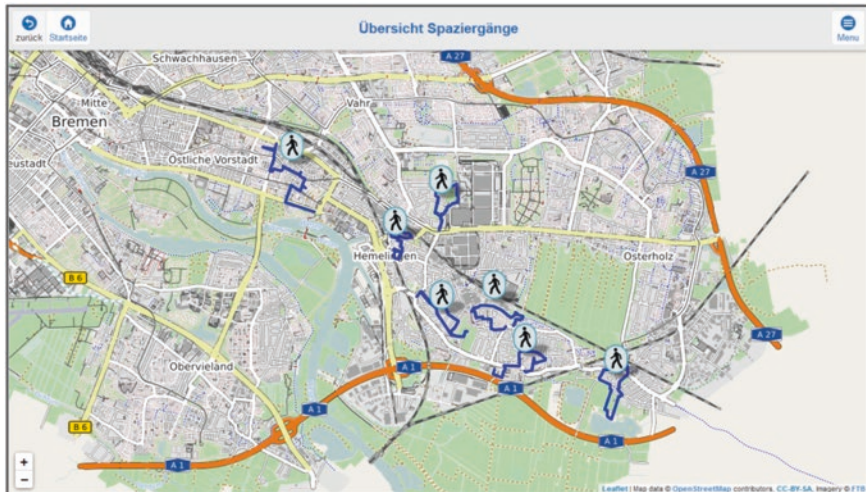 Übersicht Spaziergänge
zurück
Startseite
Menu
Schwachhausen
A 27
Mitte
Bremen
Vahr
eustadt
Östliche Vorstadt
A 27
Hemelingen
Osterholz
B 6
A 27
Obervieland
A 1
A 1
A 1
A 1
B 6
A 1
+
−
Leaflet | Map data © OpenStreetMap contributors, CC-BY-SA, Imagery © FTB